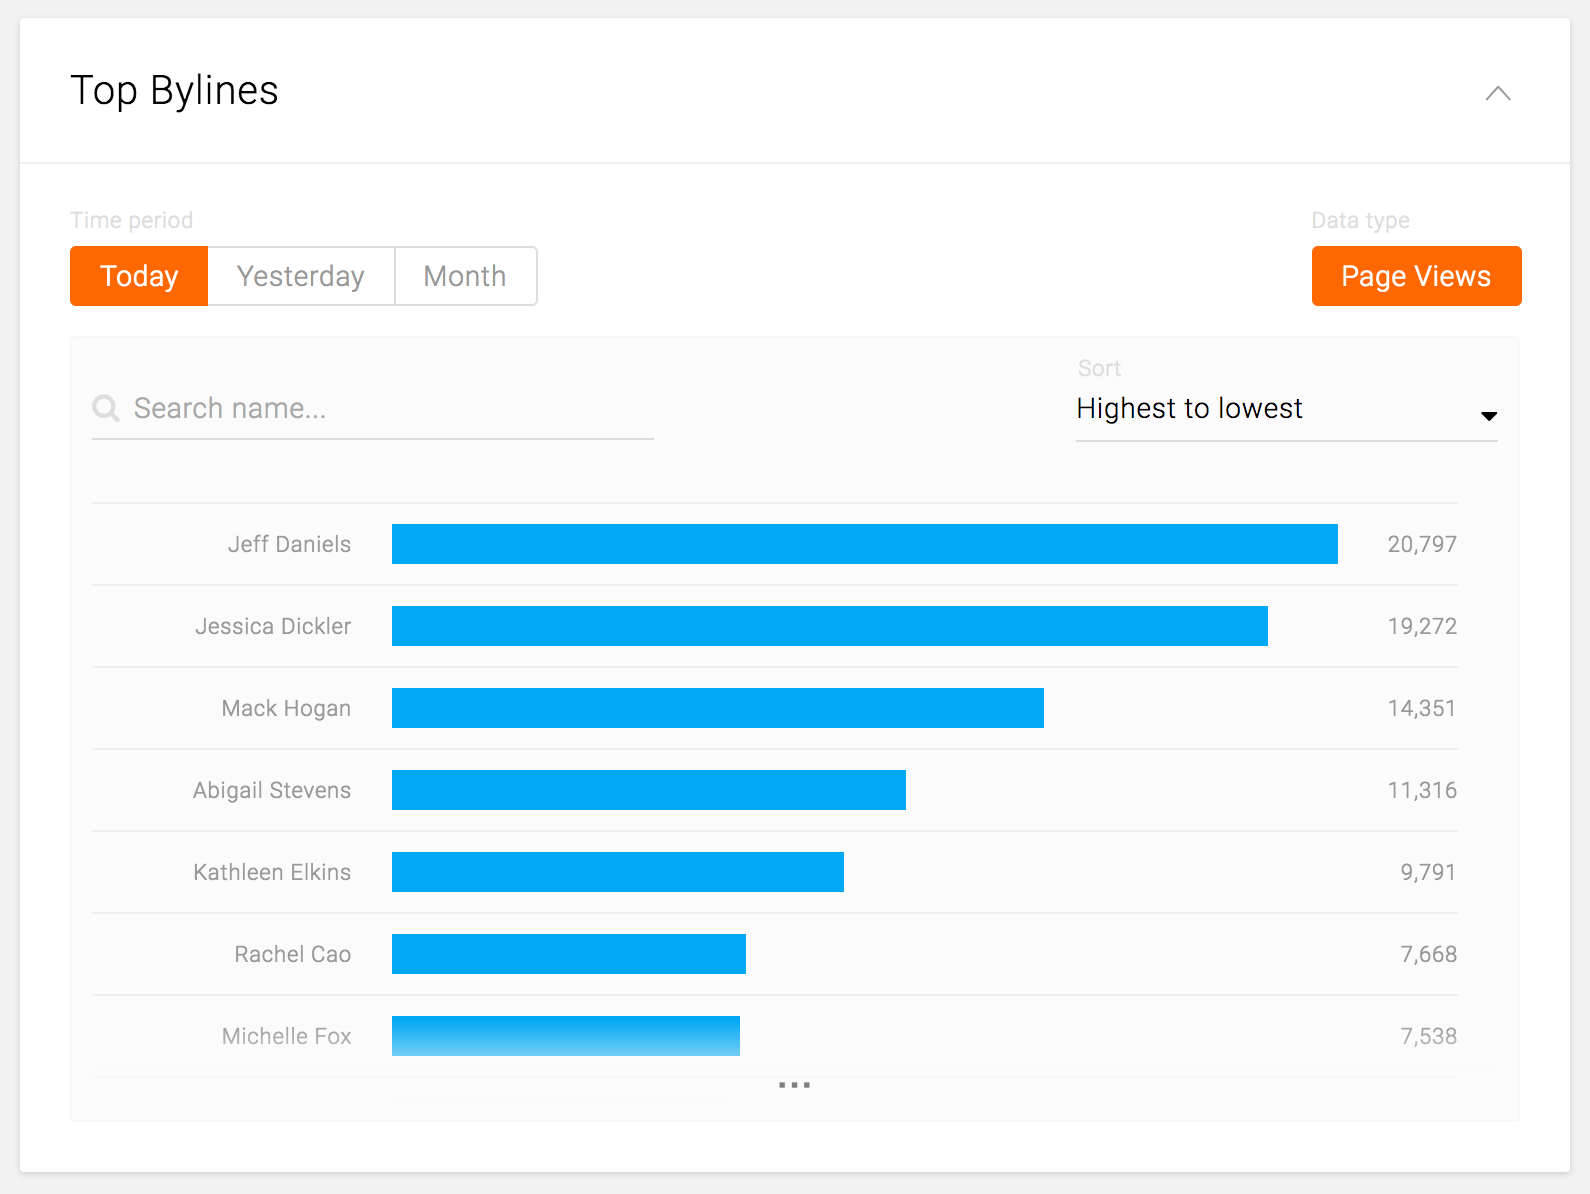 Top Bylines
Time period
Data type
Today Yesterday Month
Page Views
Sort
Search name...
Highest to lowest
Jeff Daniels 20,797
Jessica Dickler 19,272
Mack Hogan 14,351
Abigail Stevens 11,316
Kathleen Elkins 9,791
Rachel Cao 7,668
Michelle Fox 7,538
...